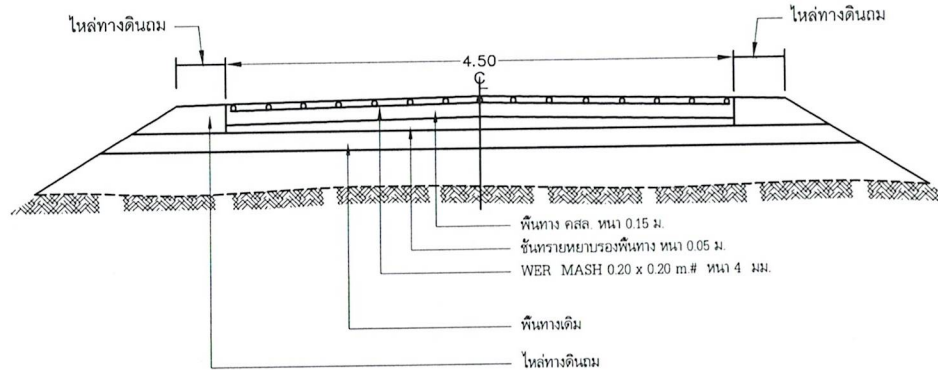 ไหล่ทางดินถม
ไหล่ทางดินถม
4.50
℄
พื้นทาง คสล. หนา 0.15 ม.
ชั้นทรายหยาบรองพื้นทาง หนา 0.05 ม.
WER MASH 0.20 x 0.20 m.# หนา 4 มม.
พื้นทางเดิม
ไหล่ทางดินถม